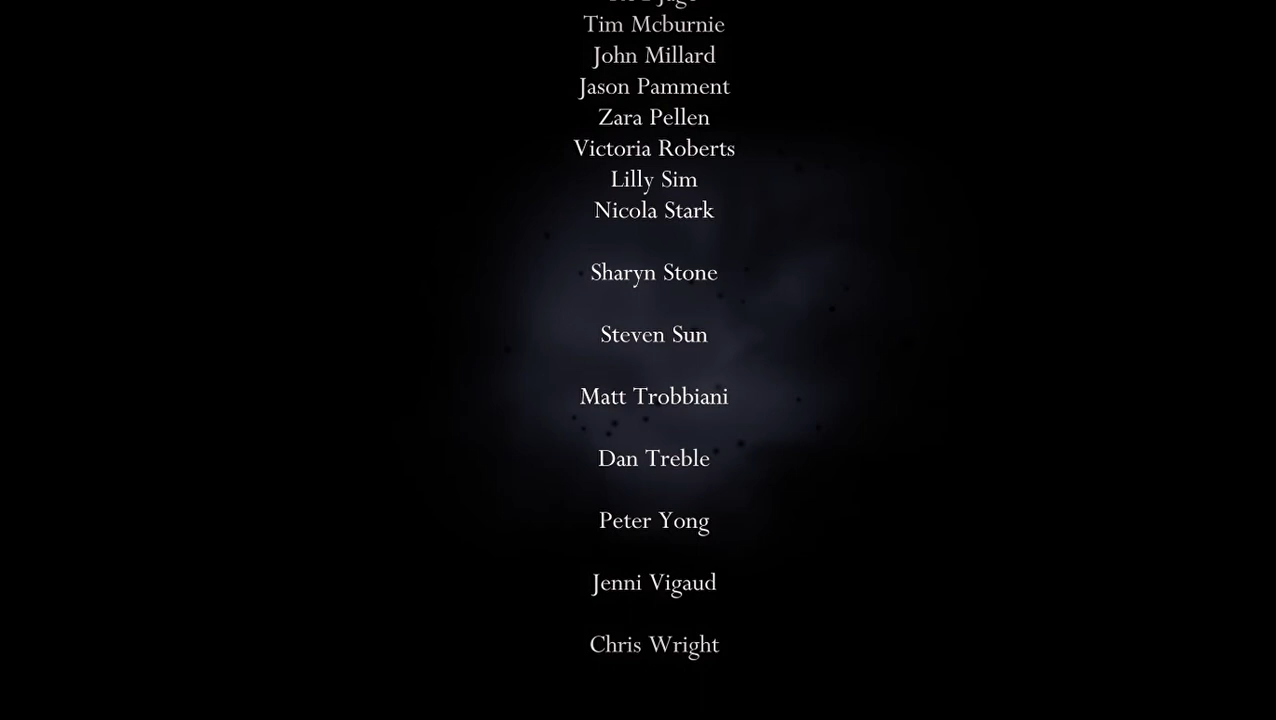 Tim Mcburnie
John Millard
Jason Pamment
Zara Pellen
Victoria Roberts
Lilly Sim
Nicola Stark
Sharyn Stone
Steven Sun
Matt Trobbiani
Dan Treble
Peter Yong
Jenni Vigaud
Chris Wright